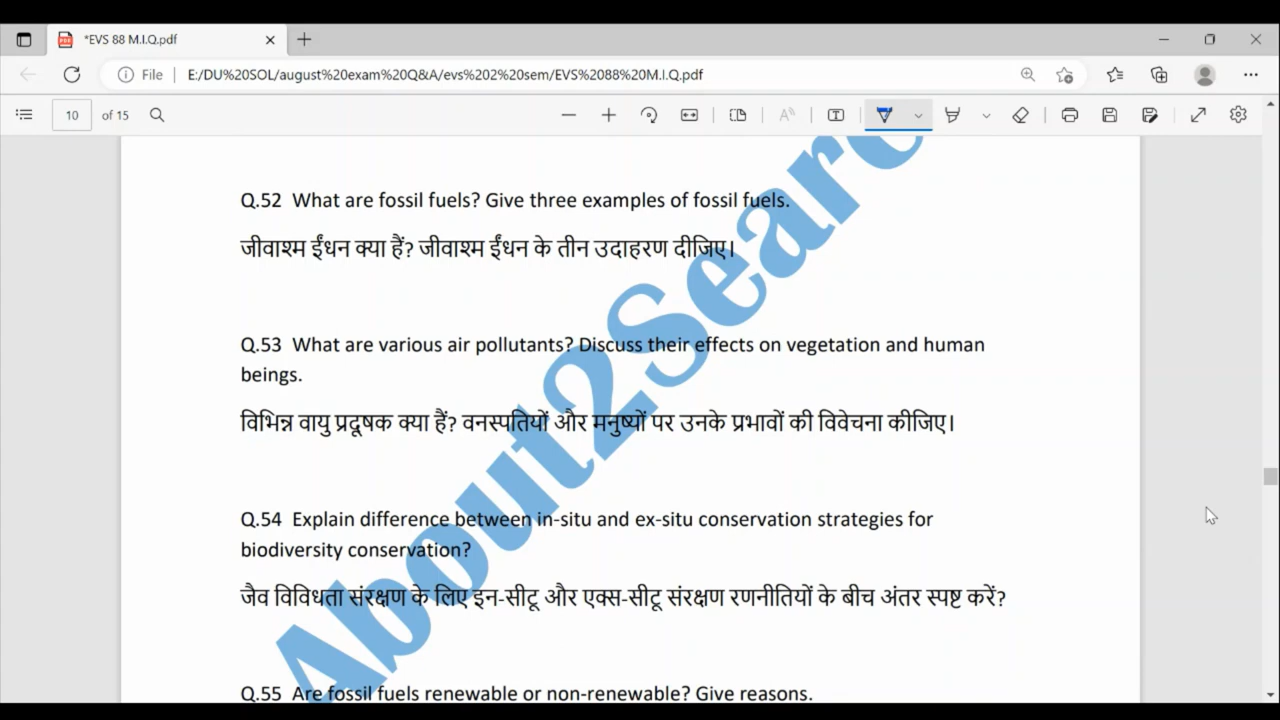 *EVS 88 M.I.Q.pdf
File E:/DU%20SOL/august%20exam%20Q&A/evs%202%20sem/EVS%2088%20M.I.Q.pdf
10 of 15
Q.52 What are fossil fuels? Give three examples of fossil fuels.
जीवाश्म ईंधन क्या हैं? जीवाश्म ईंधन के तीन उदाहरण दीजिए।
Q.53 What are various air pollutants? Discuss their effects on vegetation and human
beings.
विभिन्न वायु प्रदूषक क्या हैं? वनस्पतियों और मनुष्यों पर उनके प्रभावों की विवेचना कीजिए।
Q.54 Explain difference between in-situ and ex-situ conservation strategies for
biodiversity conservation?
जैव विविधता संरक्षण के लिए इन-सीटू और एक्स-सीटू संरक्षण रणनीतियों के बीच अंतर स्पष्ट करें?
Q.55 Are fossil fuels renewable or non-renewable? Give reasons.
About2Searc